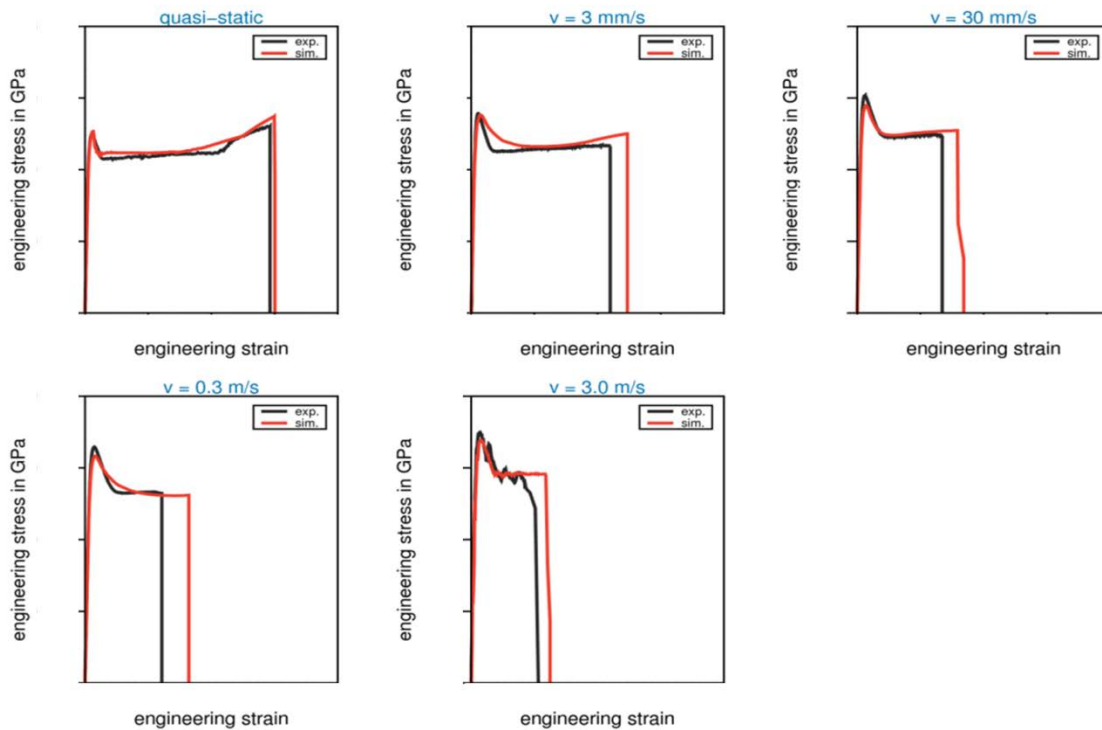 quasi-static
exp.
sim.
engineering stress in GPa
engineering strain
v = 3 mm/s
exp.
sim.
engineering stress in GPa
engineering strain
v = 30 mm/s
exp.
sim.
engineering stress in GPa
engineering strain
v = 0.3 m/s
exp.
sim.
engineering stress in GPa
engineering strain
v = 3.0 m/s
exp.
sim.
engineering stress in GPa
engineering strain